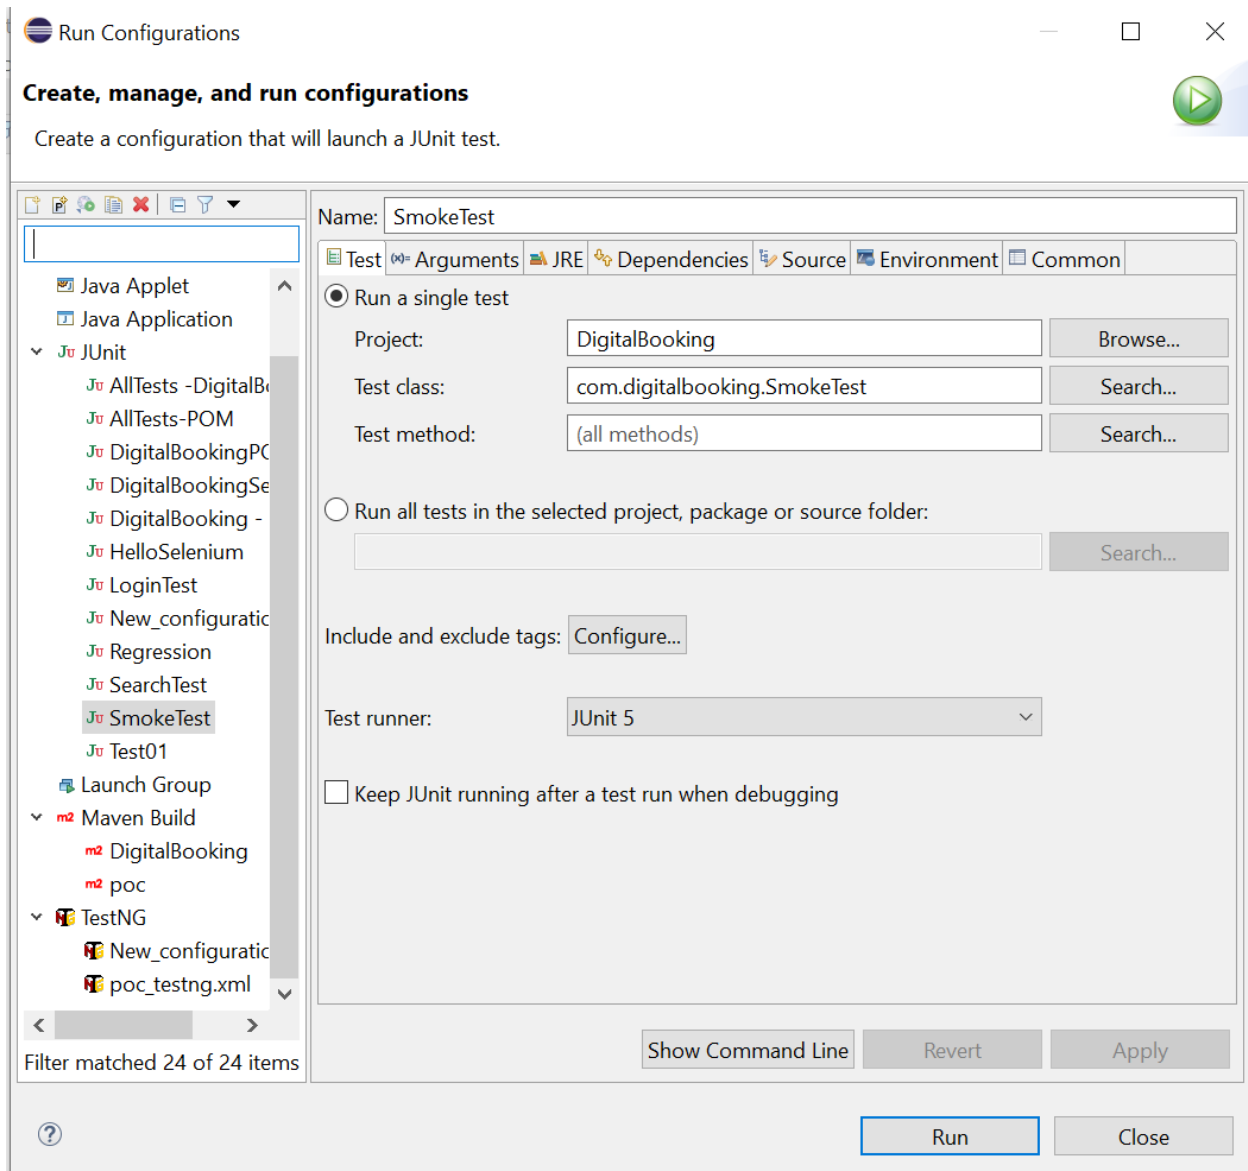 Run Configurations
Create, manage, and run configurations
Create a configuration that will launch a JUnit test.
Name: SmokeTest
Test Arguments JRE Dependencies Source Environment Common
Java Applet
Java Application
JUnit
AllTests -DigitalB
AllTests-POM
DigitalBookingPO
DigitalBookingSe
DigitalBooking -
HelloSelenium
LoginTest
New_configuratio
Regression
SearchTest
SmokeTest
Test01
Launch Group
Maven Build
DigitalBooking
poc
TestNG
New_configuratio
poc_testng.xml
Filter matched 24 of 24 items
Run a single test
Project: DigitalBooking Browse...
Test class: com.digitalbooking.SmokeTest Search...
Test method: (all methods) Search...
Run all tests in the selected project, package or source folder:
Search...
Include and exclude tags: Configure...
Test runner: JUnit 5
Keep JUnit running after a test run when debugging
Show Command Line Revert Apply
Run Close